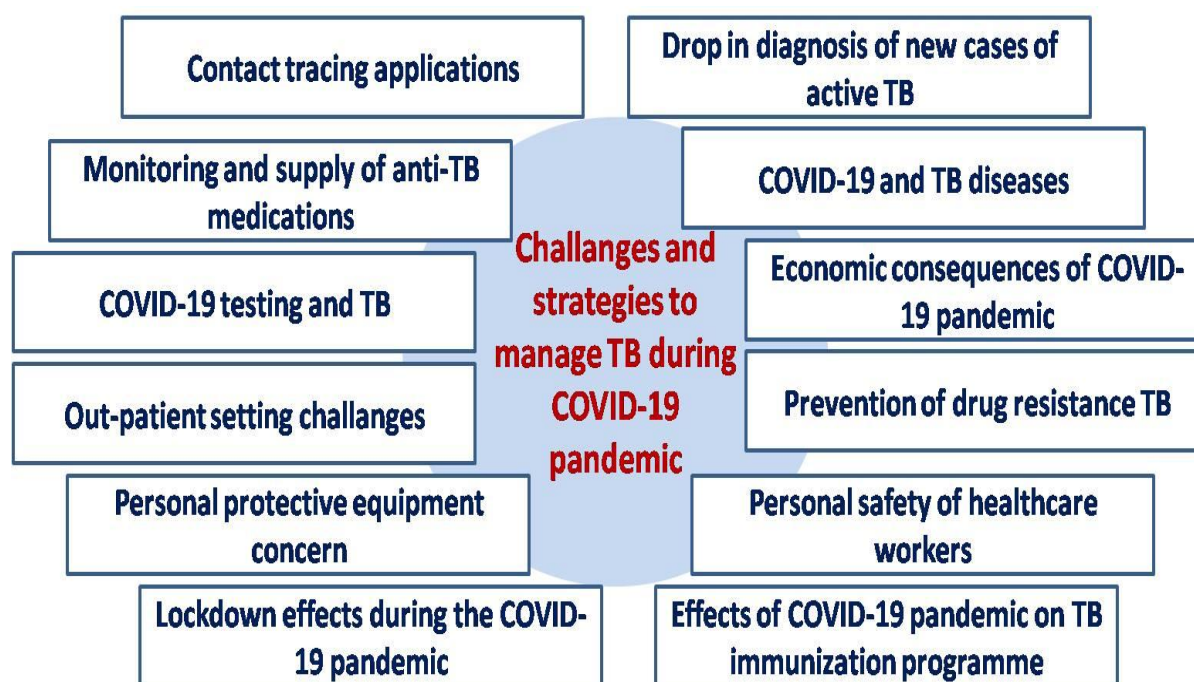 Contact tracing applications
Drop in diagnosis of new cases of
active TB
Monitoring and supply of anti-TB
medications
COVID-19 and TB diseases
COVID-19 testing and TB
Economic consequences of COVID-
19 pandemic
Challanges and
strategies to
manage TB during
COVID-19
pandemic
Out-patient setting challanges
Prevention of drug resistance TB
Personal protective equipment
concern
Personal safety of healthcare
workers
Lockdown effects during the COVID-
19 pandemic
Effects of COVID-19 pandemic on TB
immunization programme